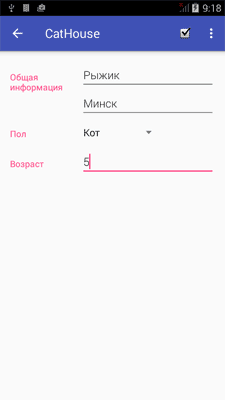 9:18
CatHouse
Общая
информация
Рыжик
Минск
Пол
Кот
Возраст
5